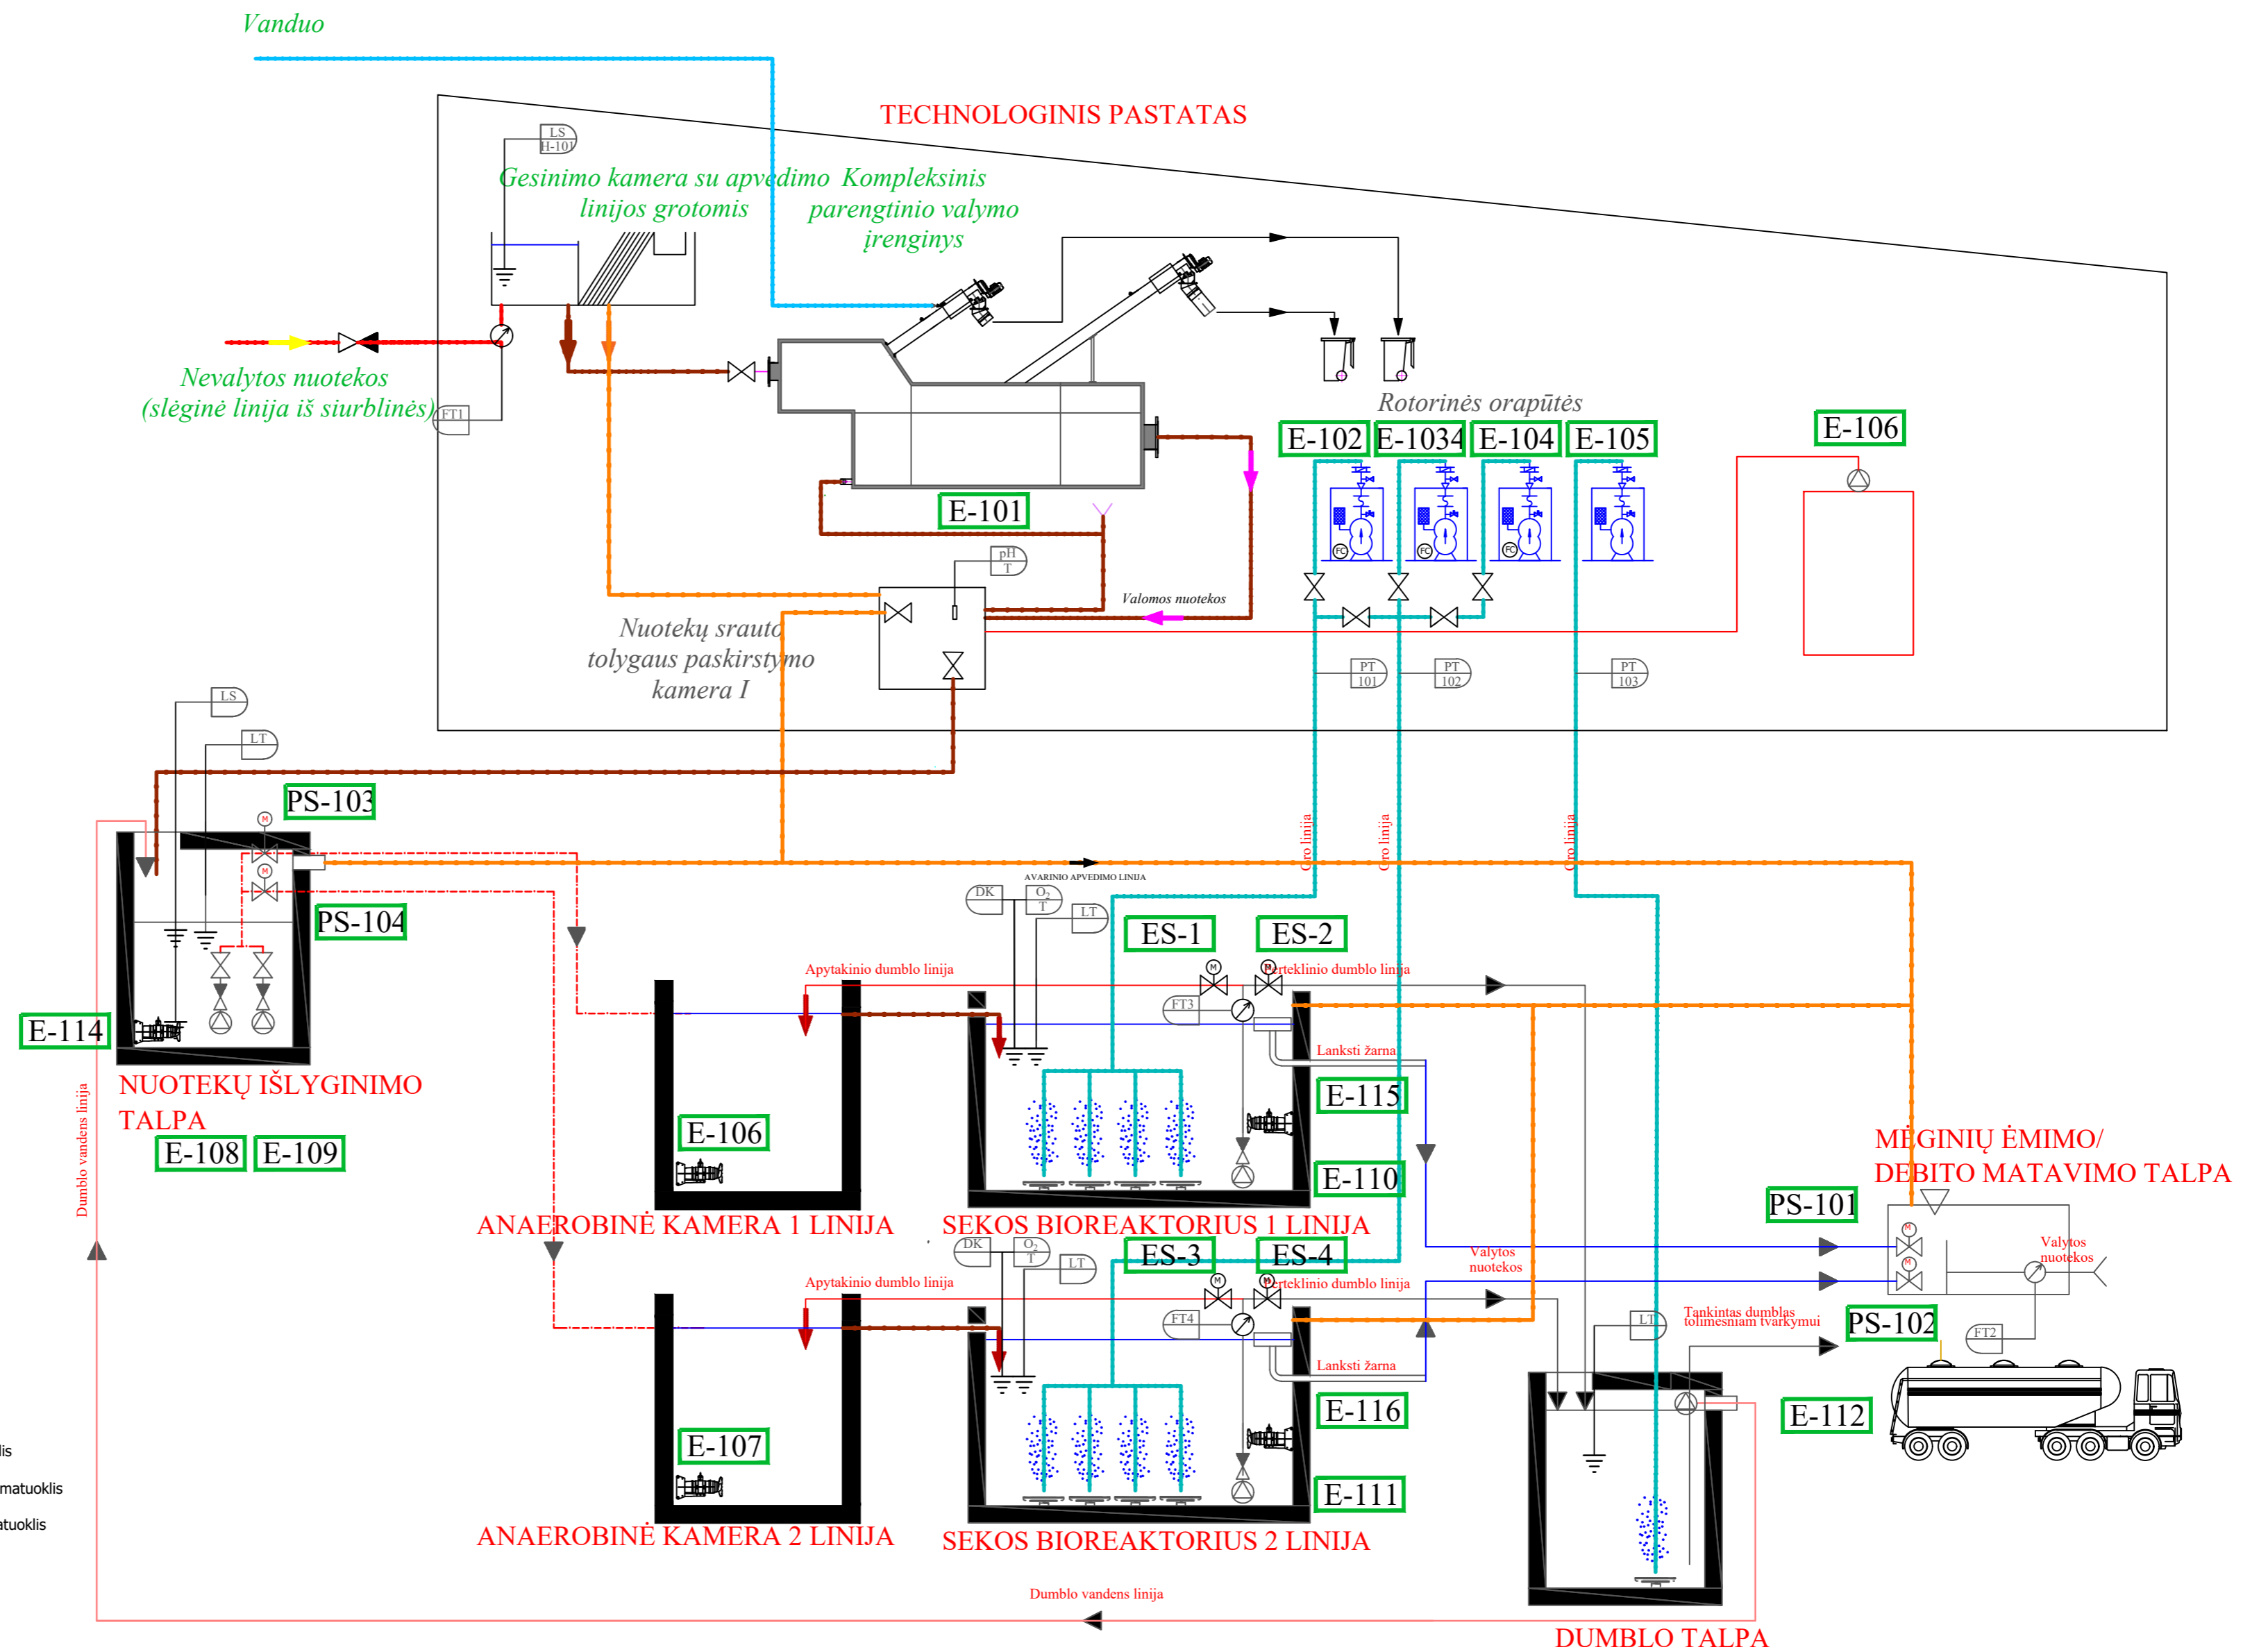 Vanduo
TECHNOLOGINIS PASTATAS
LS
H-101
Gesinimo kamera su apvedimo
linijos grotomis
Kompleksinis
parengtinio valymo
įrenginys
Nevalytos nuotekos
(slėginė linija iš siurblinės)
FT1
Rotorinės orapūtės
E-102
E-1034
E-104
E-105
E-106
FC
FC
FC
E-101
pH
T
Valomos nuotekos
Nuotekų srauto
tolygaus paskirstymo
kamera I
PT
101
PT
102
PT
103
LS
LT
PS-103
M
M
PS-104
Oro linija
Oro linija
Oro linija
AVARINIO APVEDIMO LINIJA
DK
O2
T
LT
ES-1
ES-2
Apytakinio dumblo linija
M
M
Perteklinio dumblo linija
FT3
E-114
NUOTEKŲ IŠLYGINIMO
TALPA
E-108
E-109
Dumblo vandens linija
Lanksti žarna
E-115
E-106
E-110
ANAEROBINĖ KAMERA 1 LINIJA
SEKOS BIOREAKTORIUS 1 LINIJA
MĖGINIŲ ĖMIMO/
DEBITO MATAVIMO TALPA
PS-101
M
M
Valytos
nuotekos
DK
O2
T
LT
ES-3
ES-4
Valytos
nuotekos
Apytakinio dumblo linija
M
M
Perteklinio dumblo linija
FT4
LT
Tankintas dumblas
tolimesniam tvarkymui
PS-102
FT2
Lanksti žarna
E-116
E-112
E-107
E-111
ANAEROBINĖ KAMERA 2 LINIJA
SEKOS BIOREAKTORIUS 2 LINIJA
lis
matuoklis
atuoklis
Dumblo vandens linija
DUMBLO TALPA